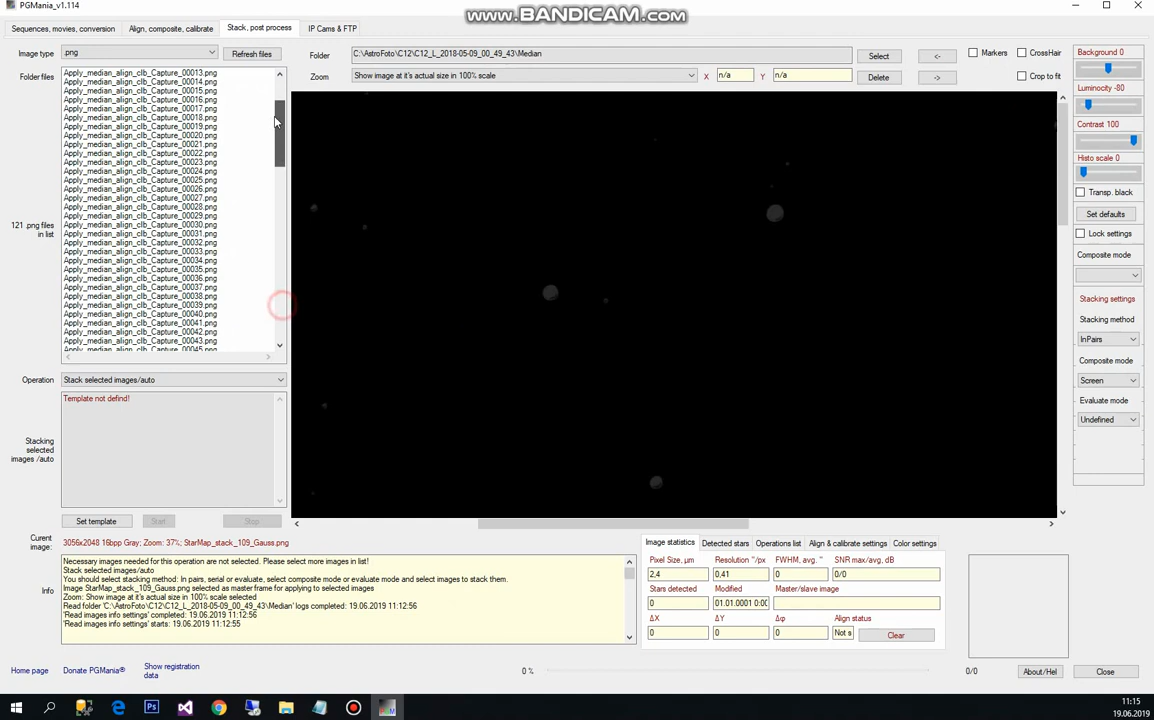 PGMania_v1.114
www.BANDICAM.com
Sequences, movies, conversion
Align, composite, calibrate
Stack, post process
IP Cams & FTP
Image type
.png
Refresh files
Folder
C:\AstroFoto\C12\C12_L_2018-05-09_00_49_43\Median
Select
<-
Markers
CrossHair
Background 0
Folder files
Zoom
Show image at it's actual size in 100% scale
X
n/a
Y
n/a
Delete
->
Crop to fit
Luminocity -80
Contrast 100
Histo scale 0
Transp. black
Set defaults
Lock settings
Composite mode
Stacking settings
Stacking method
InPairs
Composite mode
Screen
Evaluate mode
Undefined
Apply_median_align_clb_Capture_00013.png
Apply_median_align_clb_Capture_00014.png
Apply_median_align_clb_Capture_00015.png
Apply_median_align_clb_Capture_00016.png
Apply_median_align_clb_Capture_00017.png
Apply_median_align_clb_Capture_00018.png
Apply_median_align_clb_Capture_00019.png
Apply_median_align_clb_Capture_00020.png
Apply_median_align_clb_Capture_00021.png
Apply_median_align_clb_Capture_00022.png
Apply_median_align_clb_Capture_00023.png
Apply_median_align_clb_Capture_00024.png
Apply_median_align_clb_Capture_00025.png
Apply_median_align_clb_Capture_00026.png
Apply_median_align_clb_Capture_00027.png
Apply_median_align_clb_Capture_00028.png
Apply_median_align_clb_Capture_00029.png
Apply_median_align_clb_Capture_00030.png
Apply_median_align_clb_Capture_00031.png
Apply_median_align_clb_Capture_00032.png
Apply_median_align_clb_Capture_00033.png
Apply_median_align_clb_Capture_00034.png
Apply_median_align_clb_Capture_00035.png
Apply_median_align_clb_Capture_00036.png
Apply_median_align_clb_Capture_00037.png
Apply_median_align_clb_Capture_00038.png
Apply_median_align_clb_Capture_00039.png
Apply_median_align_clb_Capture_00040.png
Apply_median_align_clb_Capture_00041.png
Apply_median_align_clb_Capture_00042.png
Apply_median_align_clb_Capture_00043.png
Apply_median_align_clb_Capture_00045.png
121 .png files
in list
Operation
Stack selected images/auto
Template not defind!
Stacking
selected
images /auto
Set template
Start
Stop
Curent
image:
3056x2048 16bpp Gray; Zoom: 37%; StarMap_stack_109_Gauss.png
Info
Necessary images needed for this operation are not selected. Please select more images in list!
Stack selected images/auto
You should select stacking method: In pairs, serial or evaluate, select composite mode or evaluate mode and select images to stack them.
Image StarMap_stack_109_Gauss.png selected as master frame for applying to selected images
Zoom: Show image at it's actual size in 100% scale
Read folder 'C:\AstroFoto\C12\C12_L_2018-05-09_00_49_43\Median' logs completed: 19.06.2019 11:12:56
'Read images info settings' completed: 19.06.2019 11:12:56
'Read images info settings' starts: 19.06.2019 11:12:55
Image statistics
Detected stars
Operations list
Align & calibrate settings
Color settings
Pixel Size, µm
Resolution ''/px
FWHM, avg. ''
SNR max/avg, dB
2,4
0,41
0
0/0
Stars detected
Modified
Master/slave image
0
01.01.0001 0:00
ΔX
ΔY
Δφ
Align status
0
0
0
Not s
Clear
Home page
Donate PGMania®
Show registration
data
0 %
0/0
About/Hel
Close
11:15
19.06.2019